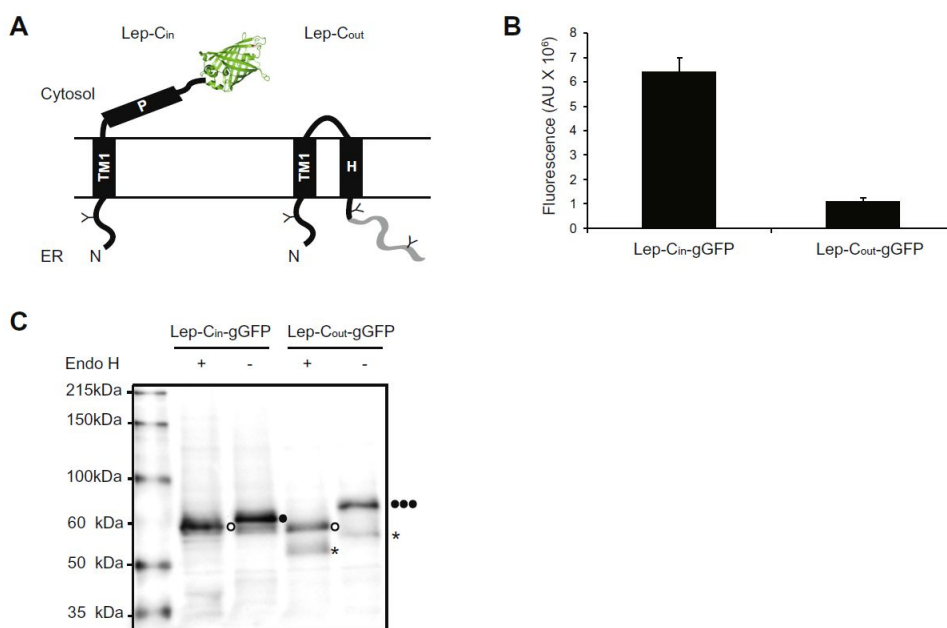 A
Lep-Cin
Lep-Cout
Cytosol
P
TM1
TM1
H
Y
Y
Y
Y
ER
N
N
B
Fluorescence (AU X 10⁶)
8
7
6
5
4
3
2
1
0
Lep-Cin-gGFP
Lep-Cout-gGFP
C
Lep-Cin-gGFP
Lep-Cout-gGFP
Endo H
+
-
+
-
215kDa
150kDa
100kDa
60 kDa
50 kDa
35 kDa
*
*